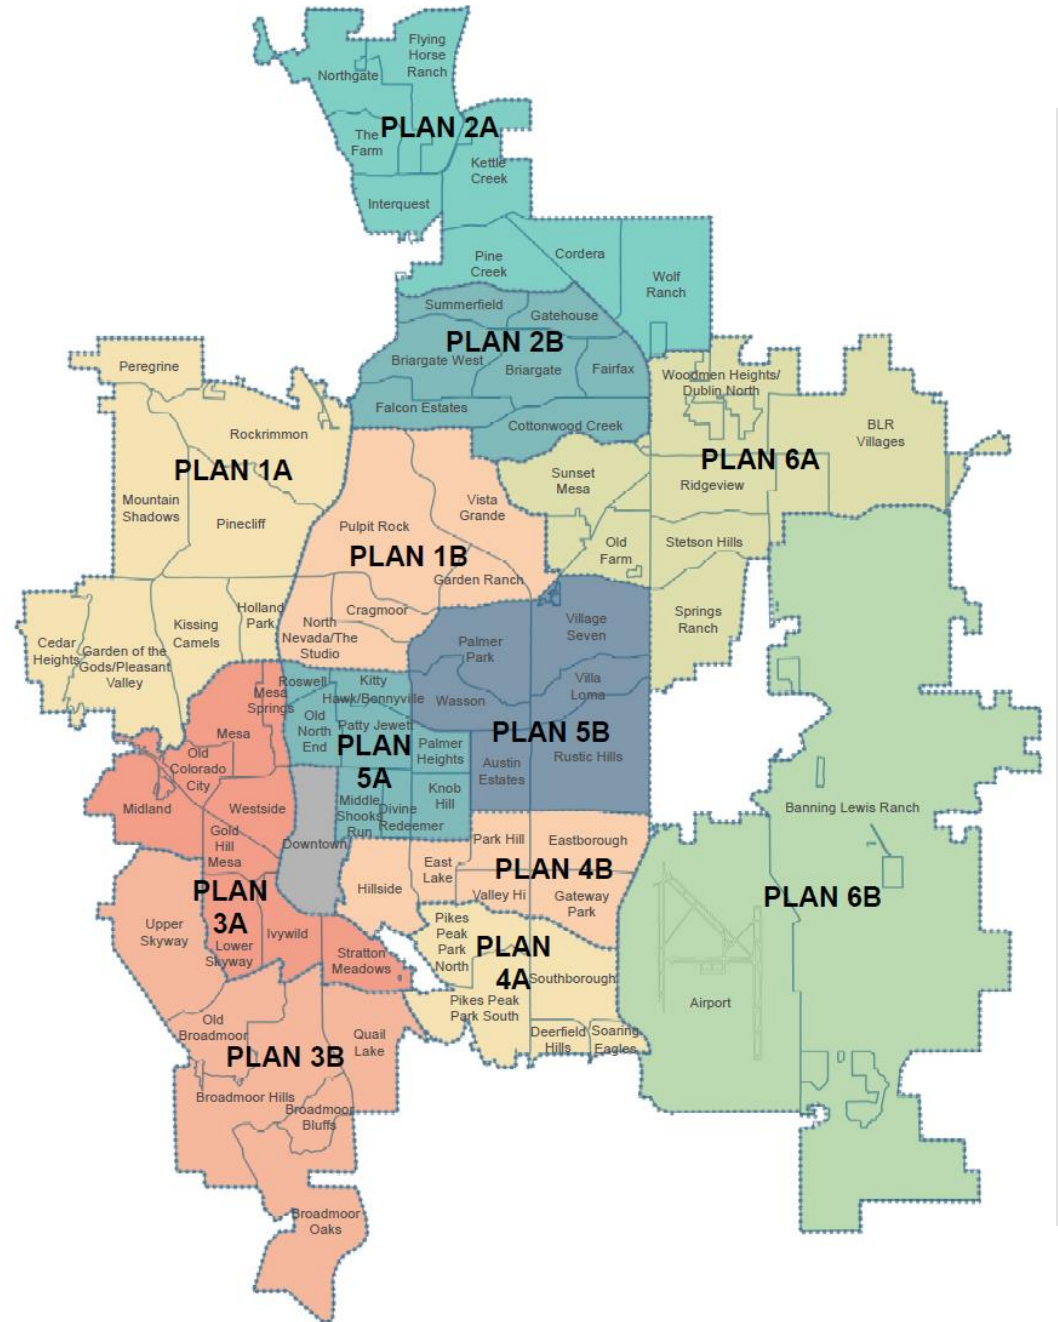 Flying
Horse
Ranch
Northgate
PLAN 2A
The
Farm
Kettle
Creek
Interquest
Cordera
Pine
Creek
Wolf
Ranch
Summerfield
Gatehouse
PLAN 2B
Briargate West
Briargate
Fairfax
Falcon Estates
Cottonwood Creek
Peregrine
Rockrimmon
PLAN 1A
Mountain
Shadows
Pinecliff
Holland
Park
Kissing
Camels
Cedar
Heights
Garden of the
Gods/Pleasant
Valley
Vista
Grande
Pulpit Rock
PLAN 1B
Garden Ranch
Cragmoor
North
Nevada/The
Studio
Woodmen Heights/
Dublin North
BLR
Villages
PLAN 6A
Sunset
Mesa
Ridgeview
Old
Farm
Stetson Hills
Springs
Ranch
Village
Seven
Palmer
Park
Villa
Loma
Wasson
PLAN 5B
Austin
Estates
Rustic Hills
Roswell
Kitty
Hawk/Bonnyville
Old
North
End
Patty Jewett
PLAN
5A
Palmer
Heights
Middle
Shooks
Run
Divine
Redeemer
Knob
Hill
Mesa
Springs
Mesa
Old
Colorado
City
Midland
Westside
Gold
Hill
Mesa
Downtown
PLAN
3A
Ivywild
Lower
Skyway
Stratton
Meadows
Upper
Skyway
Old
Broadmoor
Quail
Lake
PLAN 3B
Broadmoor Hills
Broadmoor
Bluffs
Broadmoor
Oaks
Park Hill
Eastborough
East
Lake
PLAN 4B
Hillside
Valley Hi
Gateway
Park
Pikes
Peak
Park
North
PLAN
4A
Southborough
Pikes Peak
Park South
Deerfield
Hills
Soaring
Eagles
Banning Lewis Ranch
PLAN 6B
Airport